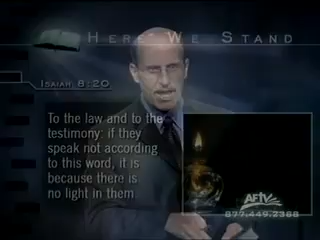 Here We Stand
Isaiah 8:20
To the law and to the
testimony: if they
speak not according
to this word, it is
because there is
no light in them
AFTV
877.449.2368